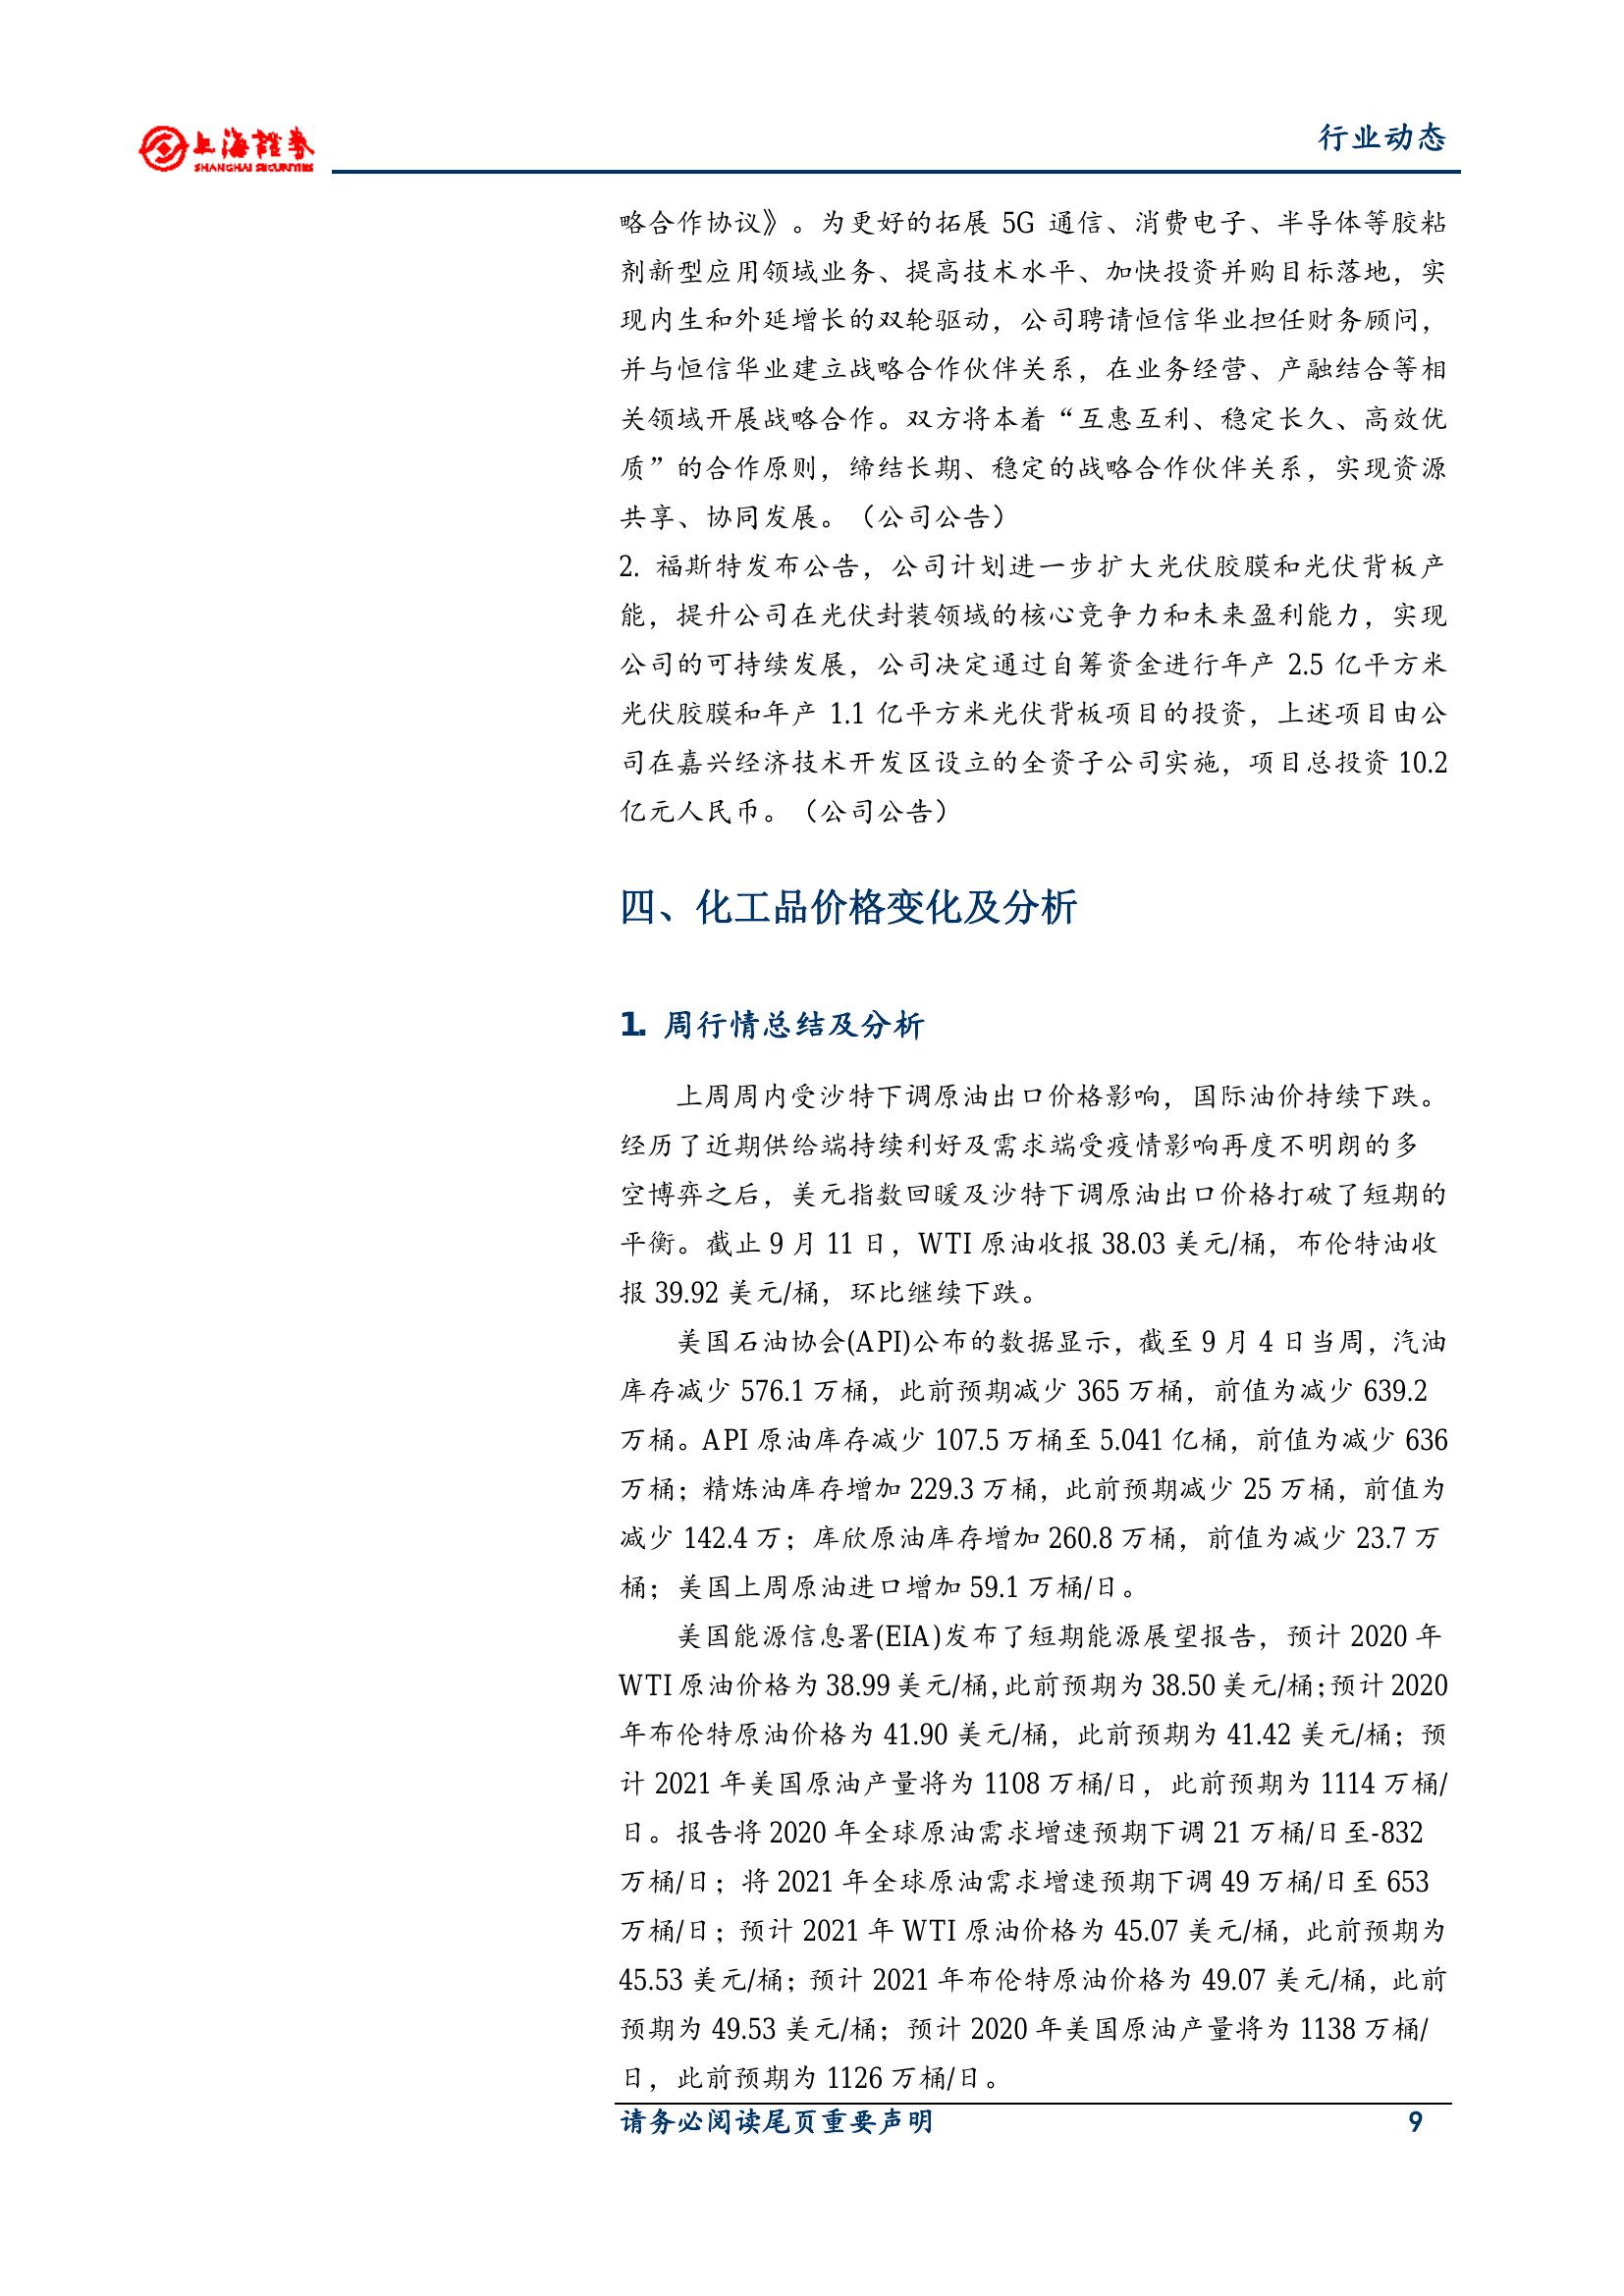 上海證券
SHANGHAI SECURITIES
行业动态
略合作协议》。为更好的拓展 5G 通信、消费电子、半导体等胶粘
剂新型应用领域业务、提高技术水平、加快投资并购目标落地，实
现内生和外延增长的双轮驱动，公司聘请恒信华业担任财务顾问，
并与恒信华业建立战略合作伙伴关系，在业务经营、产融结合等相
关领域开展战略合作。双方将本着“互惠互利、稳定长久、高效优
质”的合作原则，缔结长期、稳定的战略合作伙伴关系，实现资源
共享、协同发展。（公司公告）
2. 福斯特发布公告，公司计划进一步扩大光伏胶膜和光伏背板产
能，提升公司在光伏封装领域的核心竞争力和未来盈利能力，实现
公司的可持续发展，公司决定通过自筹资金进行年产 2.5 亿平方米
光伏胶膜和年产 1.1 亿平方米光伏背板项目的投资，上述项目由公
司在嘉兴经济技术开发区设立的全资子公司实施，项目总投资 10.2
亿元人民币。（公司公告）
四、化工品价格变化及分析
1. 周行情总结及分析
上周周内受沙特下调原油出口价格影响，国际油价持续下跌。
经历了近期供给端持续利好及需求端受疫情影响再度不明朗的多
空博弈之后，美元指数回暖及沙特下调原油出口价格打破了短期的
平衡。截止 9 月 11 日，WTI 原油收报 38.03 美元/桶，布伦特油收
报 39.92 美元/桶，环比继续下跌。
美国石油协会(API)公布的数据显示，截至 9 月 4 日当周，汽油
库存减少 576.1 万桶，此前预期减少 365 万桶，前值为减少 639.2
万桶。API 原油库存减少 107.5 万桶至 5.041 亿桶，前值为减少 636
万桶；精炼油库存增加 229.3 万桶，此前预期减少 25 万桶，前值为
减少 142.4 万；库欣原油库存增加 260.8 万桶，前值为减少 23.7 万
桶；美国上周原油进口增加 59.1 万桶/日。
美国能源信息署(EIA)发布了短期能源展望报告，预计 2020 年
WTI 原油价格为 38.99 美元/桶，此前预期为 38.50 美元/桶；预计 2020
年布伦特原油价格为 41.90 美元/桶，此前预期为 41.42 美元/桶；预
计 2021 年美国原油产量将为 1108 万桶/日，此前预期为 1114 万桶/
日。报告将 2020 年全球原油需求增速预期下调 21 万桶/日至-832
万桶/日；将 2021 年全球原油需求增速预期下调 49 万桶/日至 653
万桶/日；预计 2021 年 WTI 原油价格为 45.07 美元/桶，此前预期为
45.53 美元/桶；预计 2021 年布伦特原油价格为 49.07 美元/桶，此前
预期为 49.53 美元/桶；预计 2020 年美国原油产量将为 1138 万桶/
日，此前预期为 1126 万桶/日。
请务必阅读尾页重要声明 9